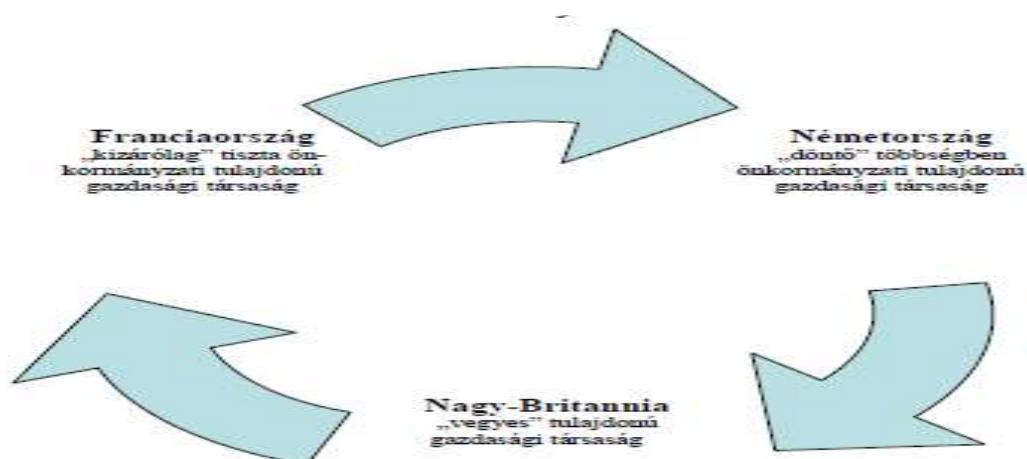 Franciaország
„kizárólag” tiszta ön-
kormányzati tulajdonú
gazdasági társaság
Németország
„döntő” többségben
önkormányzati tulajdonú
gazdasági társaság
Nagy-Britannia
„vegyes” tulajdonú
gazdasági társaság